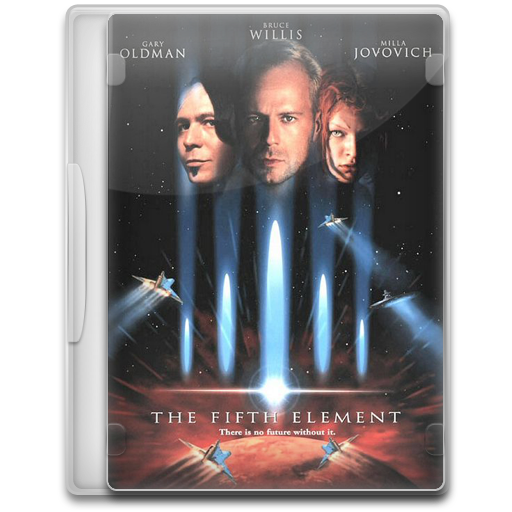 GARY
OLDMAN
BRUCE
WILLIS
MILLA
JOVOVICH
THE FIFTH ELEMENT
There is no future without it.